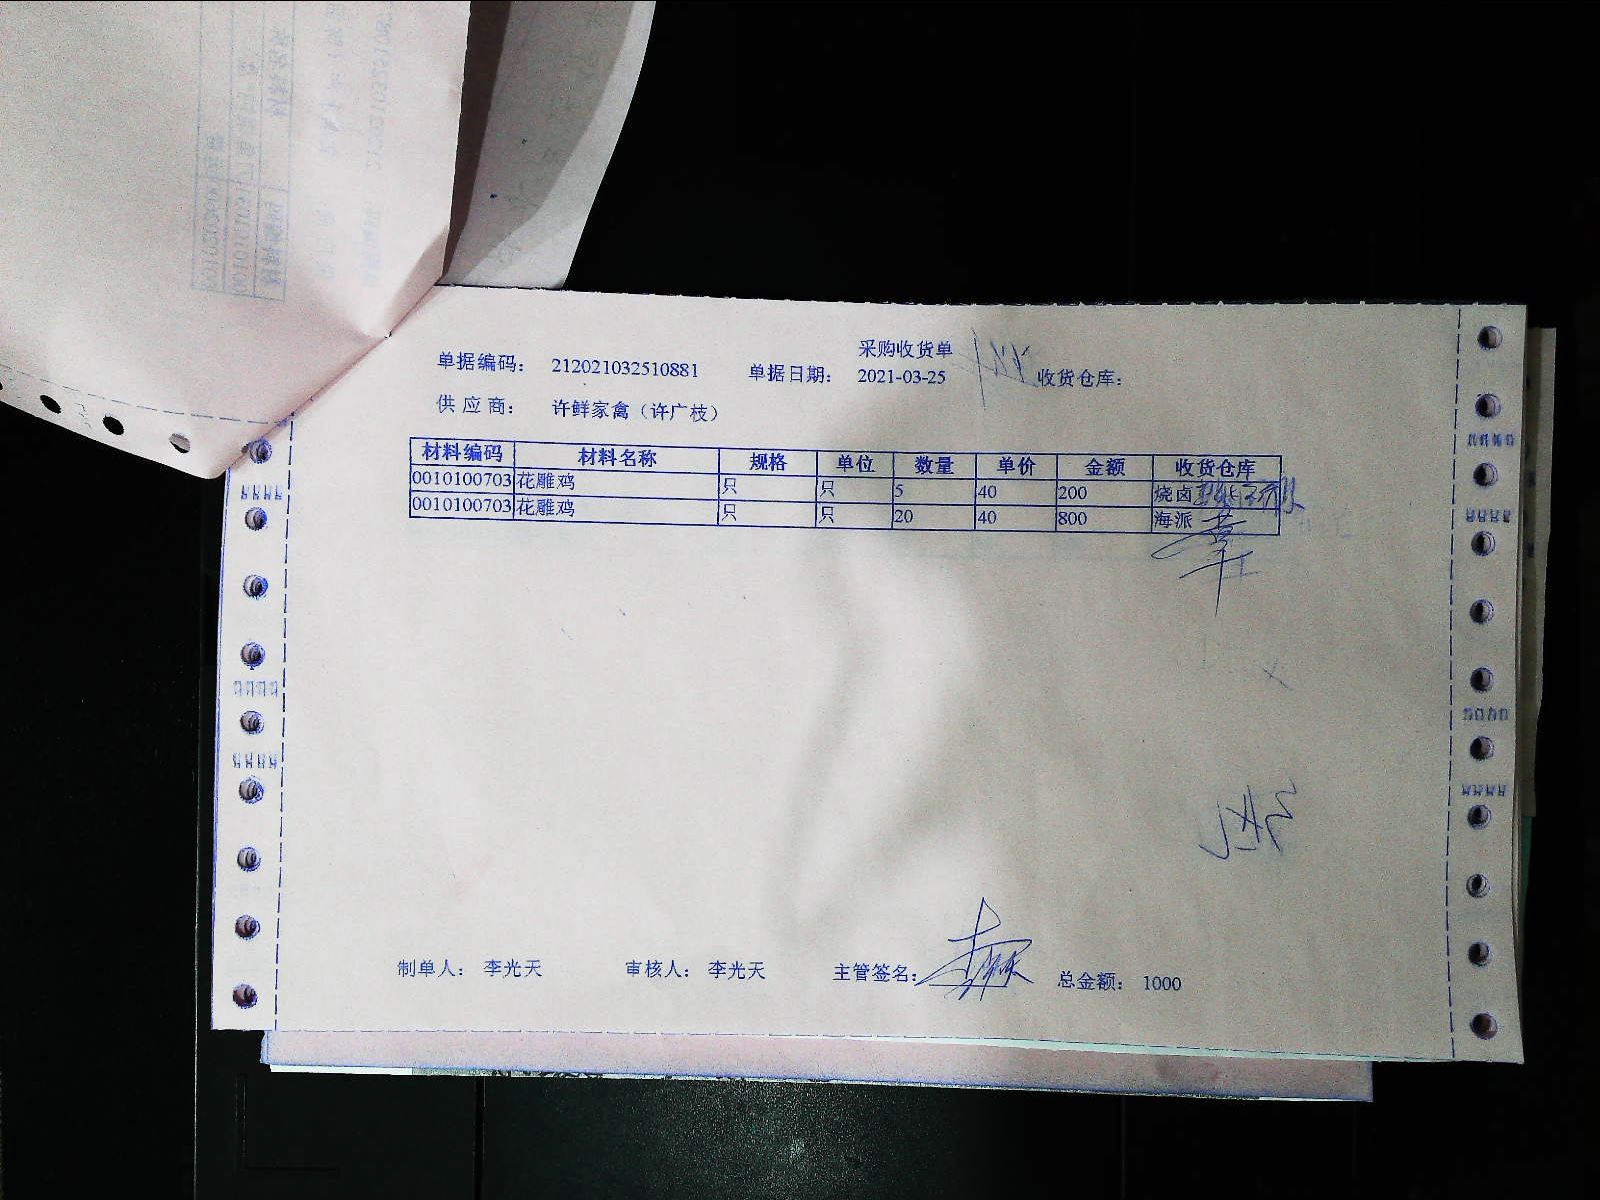 采购收货单
单据编码： 212021032510881 单据日期： 2021-03-25 收货仓库：
供 应 商： 许鲜家禽（许广枝）
材料编码 材料名称 规格 单位 数量 单价 金额 收货仓库
0010100703 花雕鸡 只 只 5 40 200 烧卤
0010100703 花雕鸡 只 只 20 40 800 海派
制单人： 李光天 审核人： 李光天 主管签名： 总金额： 1000